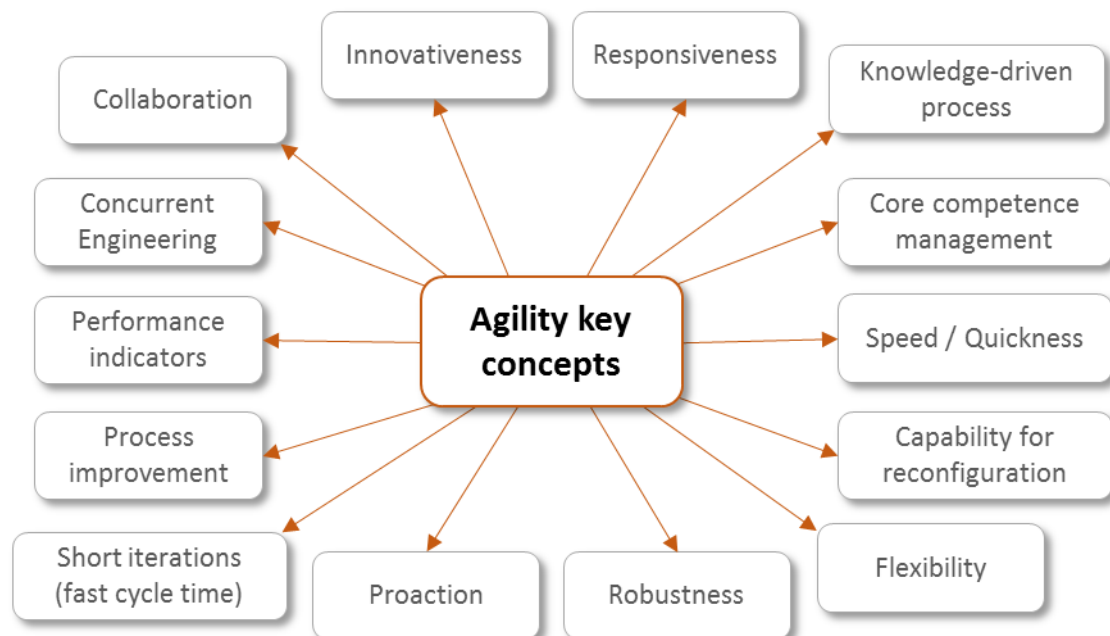 Innovativeness
Responsiveness
Collaboration
Knowledge-driven
process
Concurrent
Engineering
Core competence
management
Agility key
concepts
Performance
indicators
Speed / Quickness
Process
improvement
Capability for
reconfiguration
Short iterations
(fast cycle time)
Proaction
Robustness
Flexibility